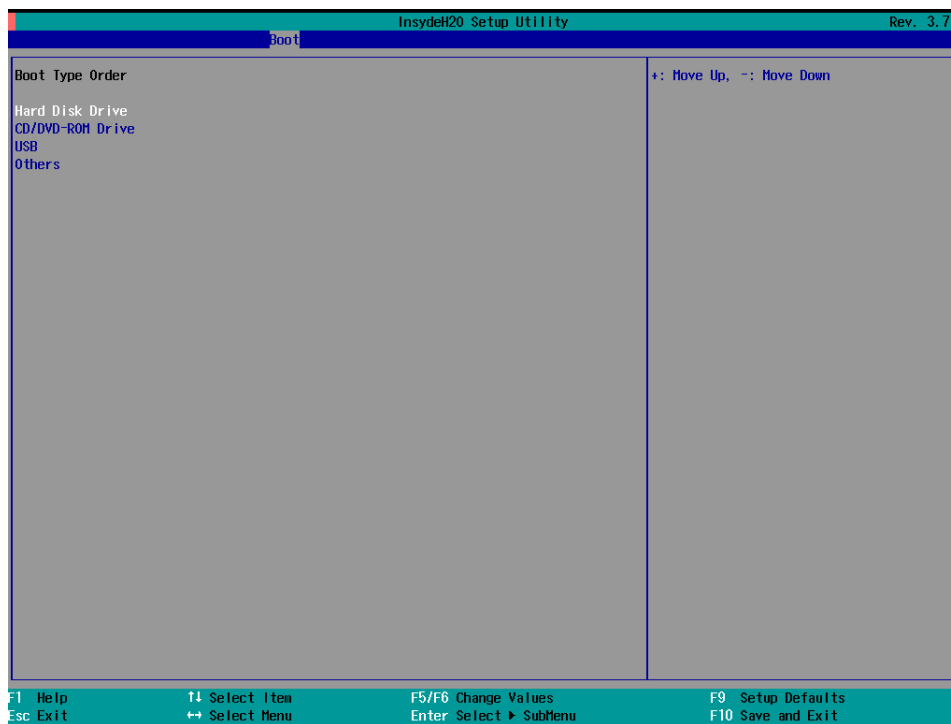 InsydeH2O Setup Utility Rev. 3.7
Boot
Boot Type Order
+: Move Up, -: Move Down
Hard Disk Drive
CD/DVD-ROM Drive
USB
Others
F1 Help ↑↓ Select Item F5/F6 Change Values F9 Setup Defaults
Esc Exit ↔ Select Menu Enter Select ▶ SubMenu F10 Save and Exit